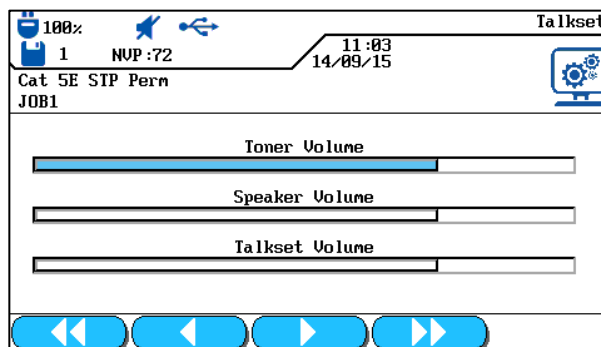 100%
Talkset
1 NVP:72
11:03
14/09/15
Cat 5E STP Perm
JOB1
Toner Volume
Speaker Volume
Talkset Volume